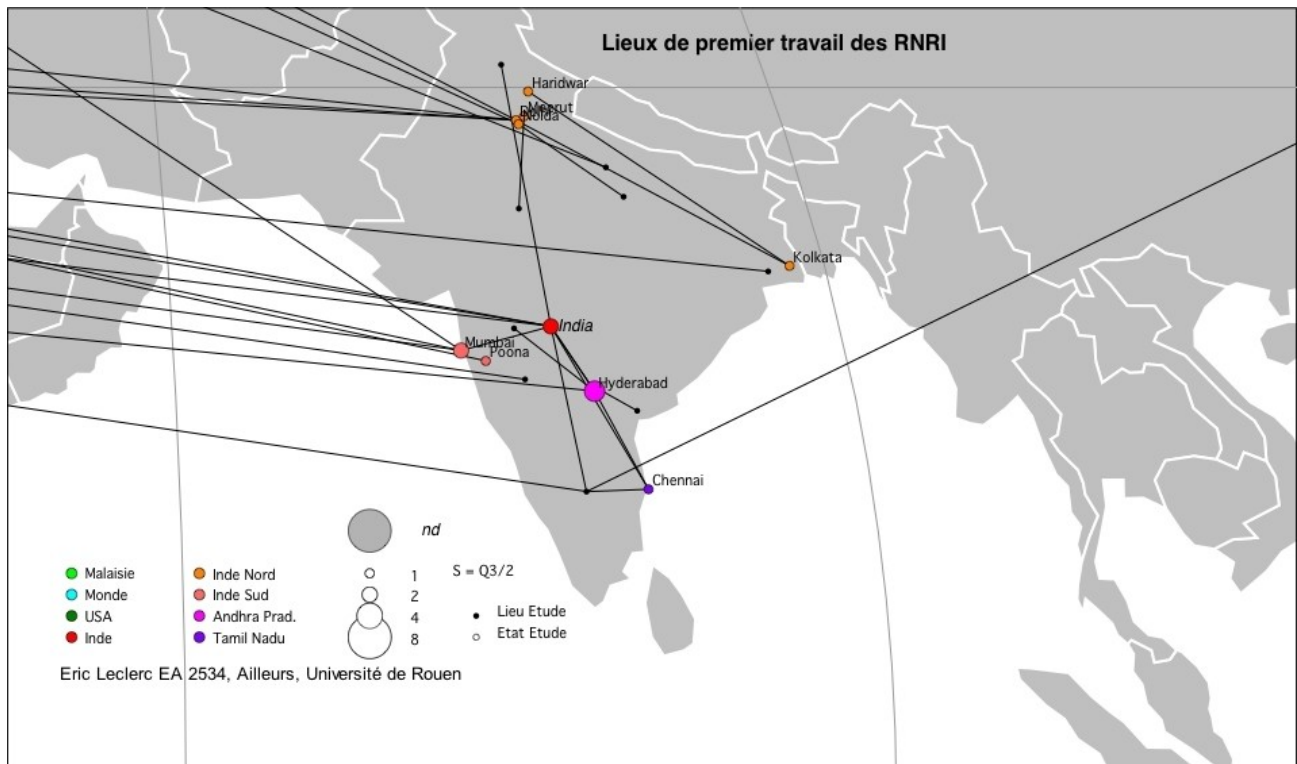 Lieux de premier travail des RNRI
Haridwar
Meerut
Noida
Kolkata
India
Mumbai
Poona
Hyderabad
Chennai
nd
Malaisie
Monde
USA
Inde
Inde Nord
Inde Sud
Andhra Prad.
Tamil Nadu
1
2
4
8
S = Q3/2
Lieu Etude
Etat Etude
Eric Leclerc EA 2534, Ailleurs, Université de Rouen